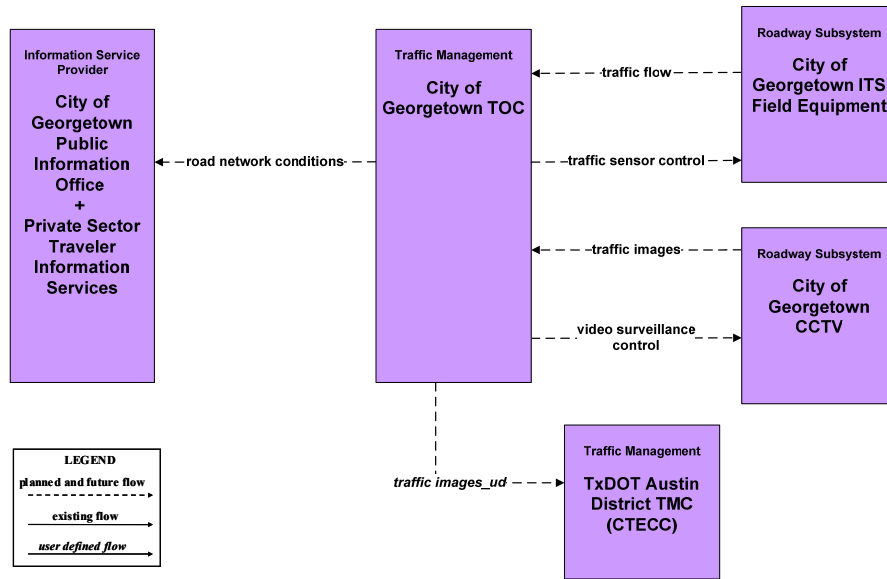 Information Service
Provider
City of
Georgetown
Public
Information
Office
+
Private Sector
Traveler
Information
Services
road network conditions
Traffic Management
City of
Georgetown TOC
traffic flow
traffic sensor control
traffic images
video surveillance
control
Roadway Subsystem
City of
Georgetown ITS
Field Equipment
Roadway Subsystem
City of
Georgetown
CCTV
traffic images_ud
Traffic Management
TxDOT Austin
District TMC
(CTECC)
LEGEND
planned and future flow
existing flow
user defined flow